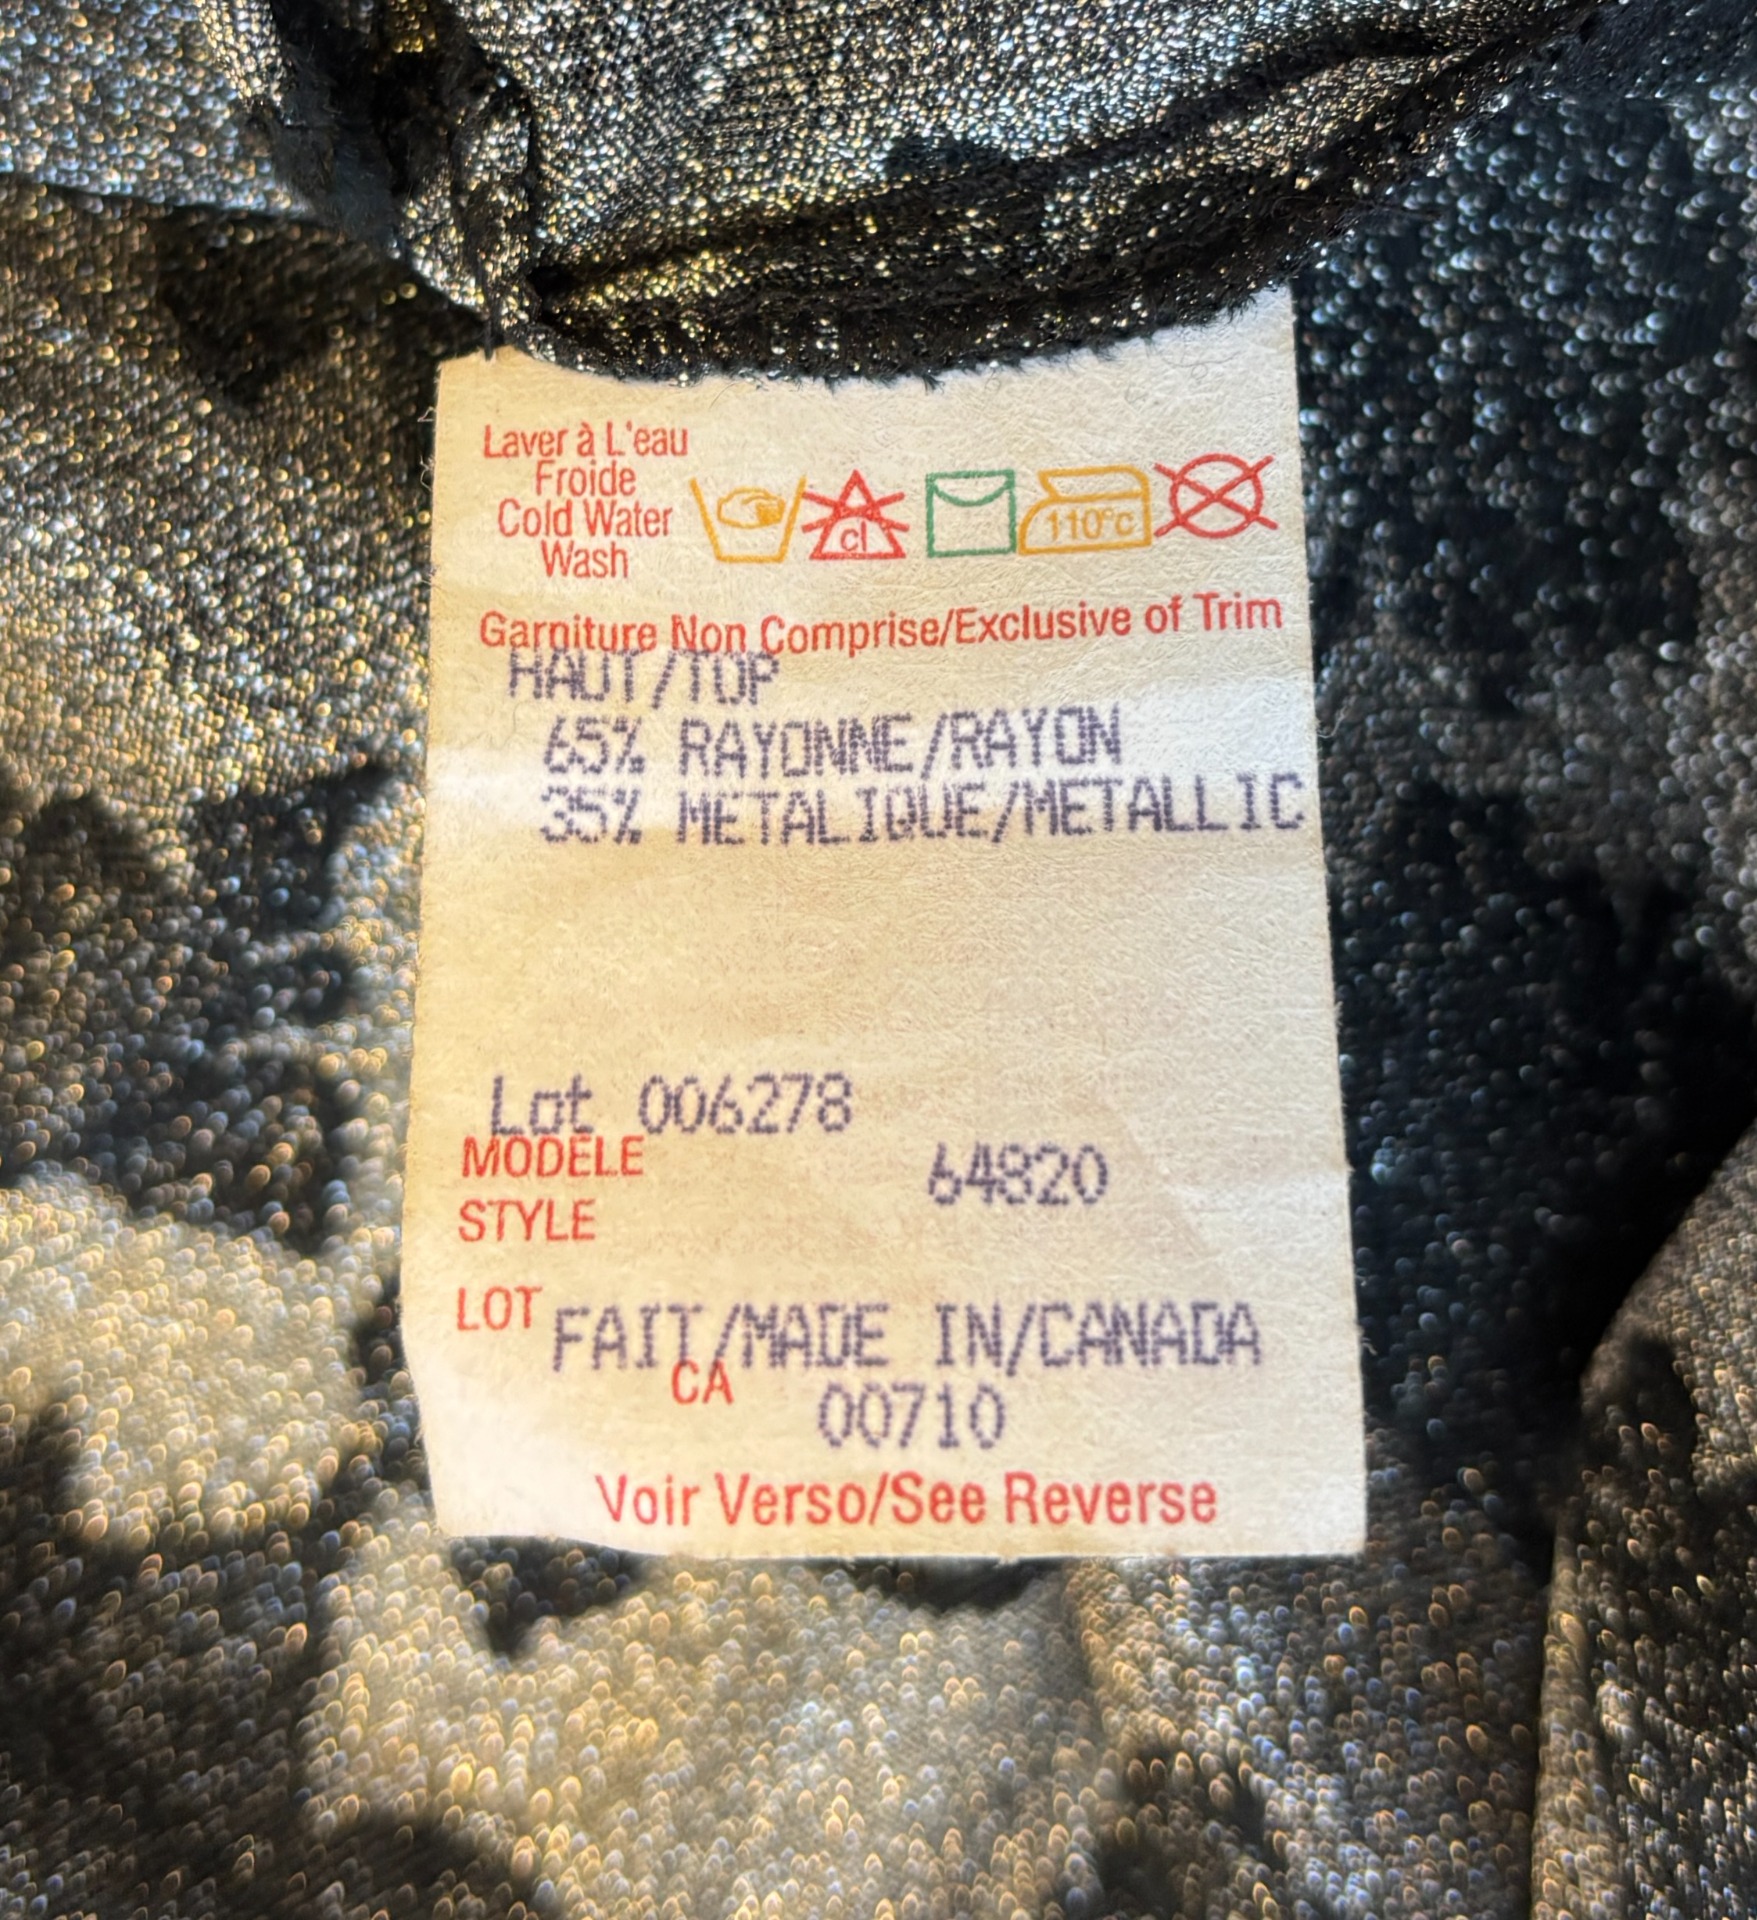 Laver à L'eau
Froide
Cold Water
Wash
cl
110°c
Garniture Non Comprise/Exclusive of Trim
HAUT/TOP
65% RAYONNE/RAYON
35% METALIQUE/METALLIC
Lot 006278
MODELE
64820
STYLE
LOT
FAIT/MADE IN/CANADA
CA
00710
Voir Verso/See Reverse